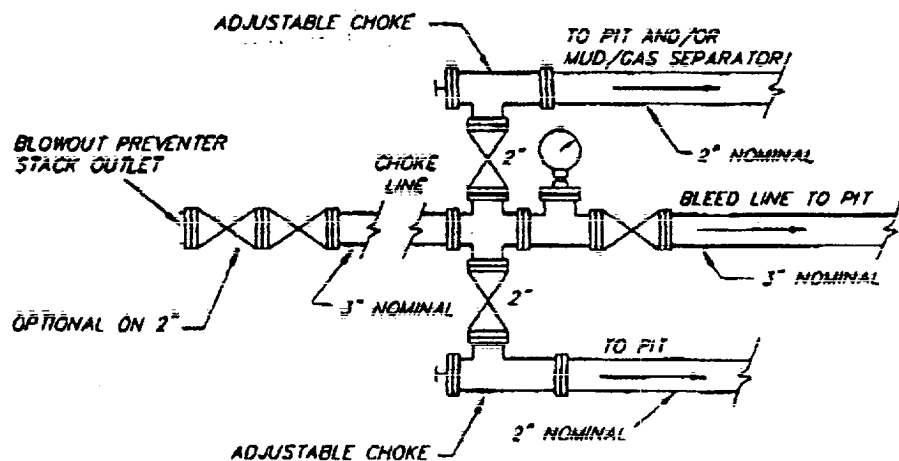 ADJUSTABLE CHOKE
TO PIT AND/OR
MUD/GAS SEPARATOR
BLOWOUT PREVENTER
STACK OUTLET
CHOKE
LINE
2"
2" NOMINAL
BLEED LINE TO PIT
OPTIONAL ON 2"
3" NOMINAL
2"
3" NOMINAL
TO PIT
ADJUSTABLE CHOKE
2" NOMINAL